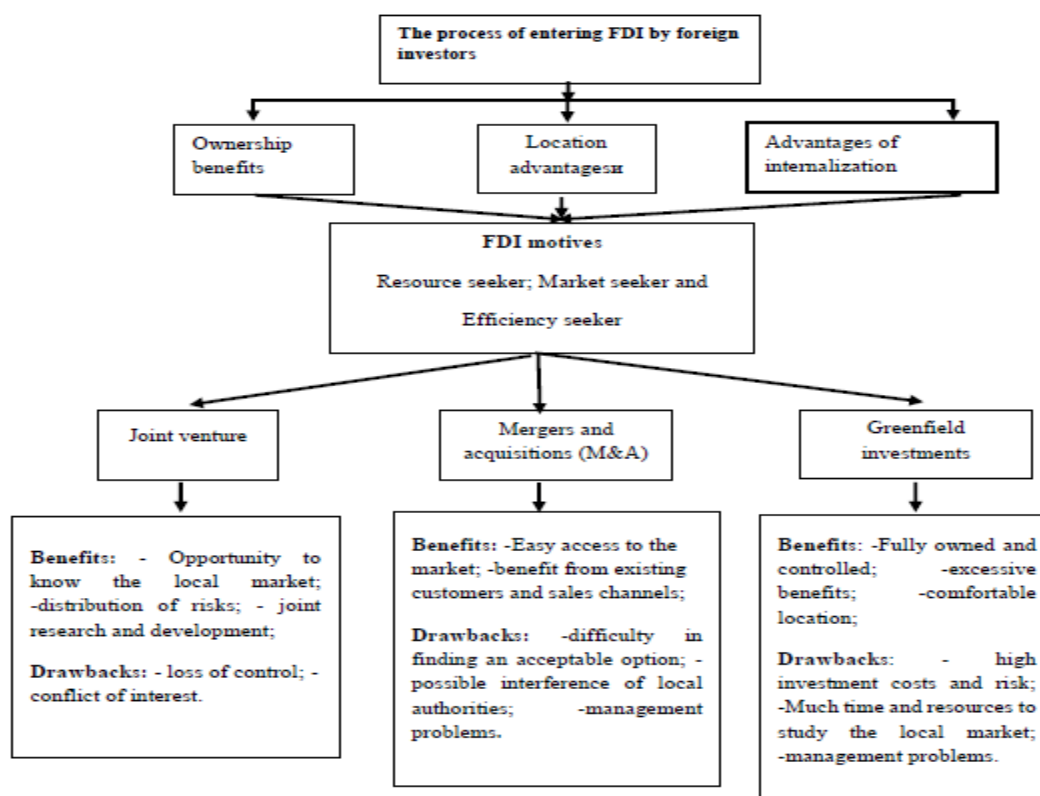 The process of entering FDI by foreign
investors
Ownership
benefits
Location
advantagesи
Advantages of
internalization
FDI motives
Resource seeker; Market seeker and
Efficiency seeker
Joint venture
Mergers and
acquisitions (M&A)
Greenfield
investments
Benefits: - Opportunity to
know the local market;
-distribution of risks; - joint
research and development;
Drawbacks: - loss of control; -
conflict of interest.
Benefits: -Easy access to the
market; -benefit from existing
customers and sales channels;
Drawbacks: -difficulty in
finding an acceptable option; -
possible interference of local
authorities; -management
problems.
Benefits: -Fully owned and
controlled; -excessive
benefits; -comfortable
location;
Drawbacks: - high
investment costs and risk;
-Much time and resources to
study the local market;
-management problems.